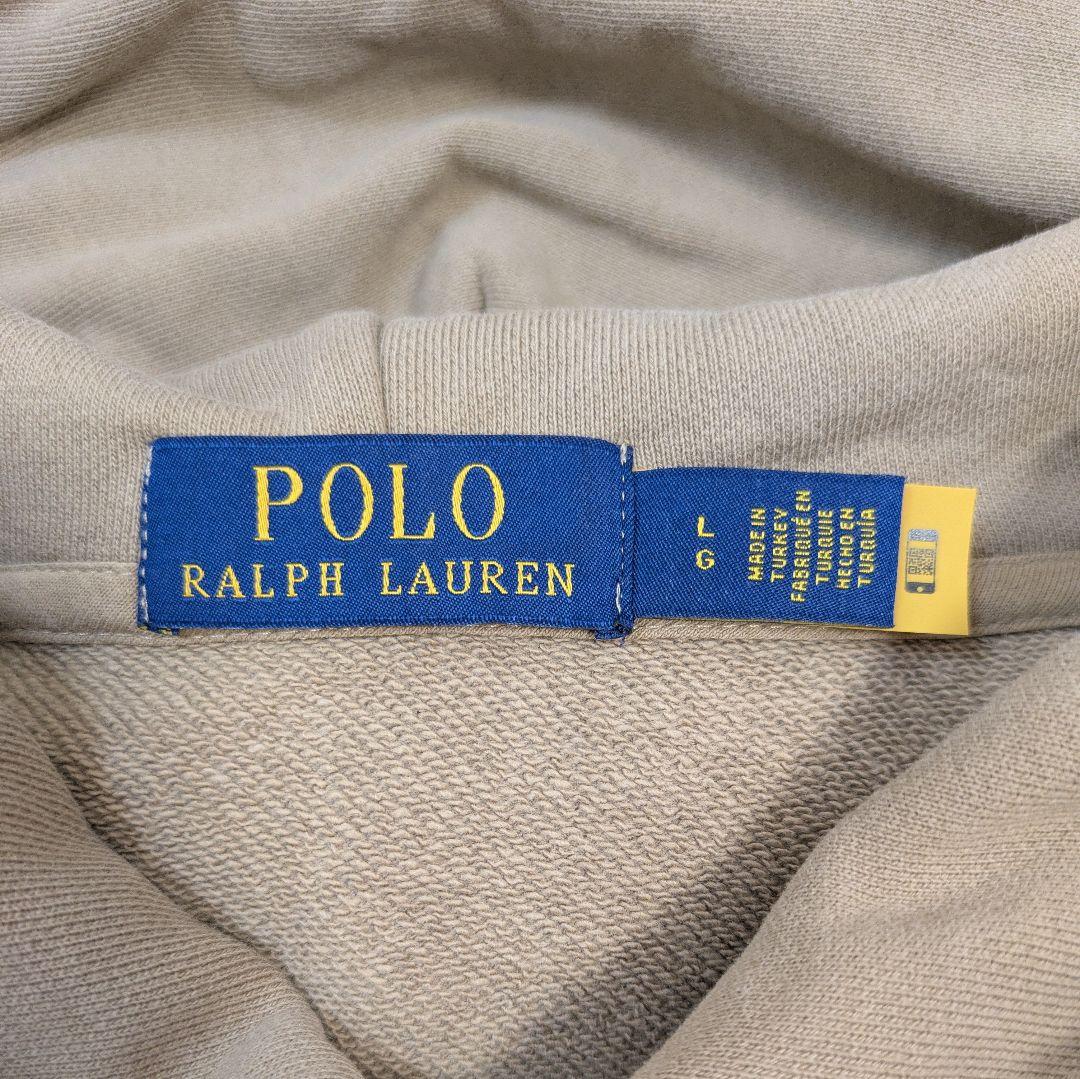 POLO
RALPH LAUREN
L
G
MADE IN
TURKEY
FABRIQUÉ EN
TURQUIE
HECHO EN
TURQUÍA